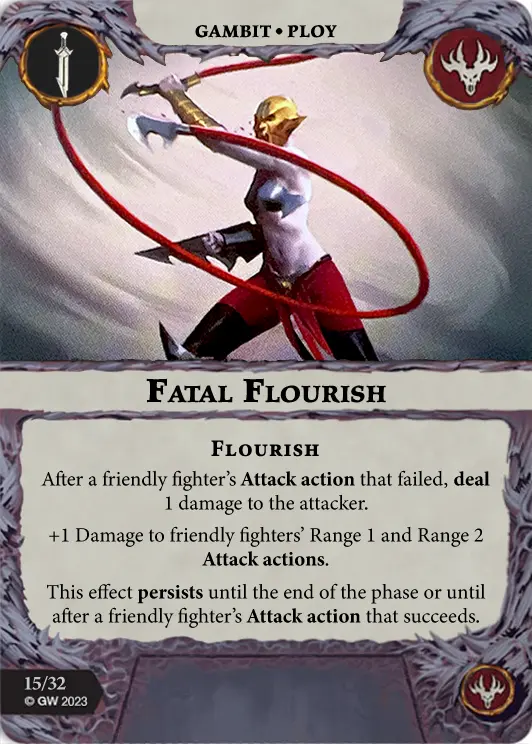 GAMBIT • PLOY
FATAL FLOURISH
FLOURISH
After a friendly fighter's Attack action that failed, deal
1 damage to the attacker.
+1 Damage to friendly fighters' Range 1 and Range 2
Attack actions.
This effect persists until the end of the phase or until
after a friendly fighter's Attack action that succeeds.
15/32
© GW 2023